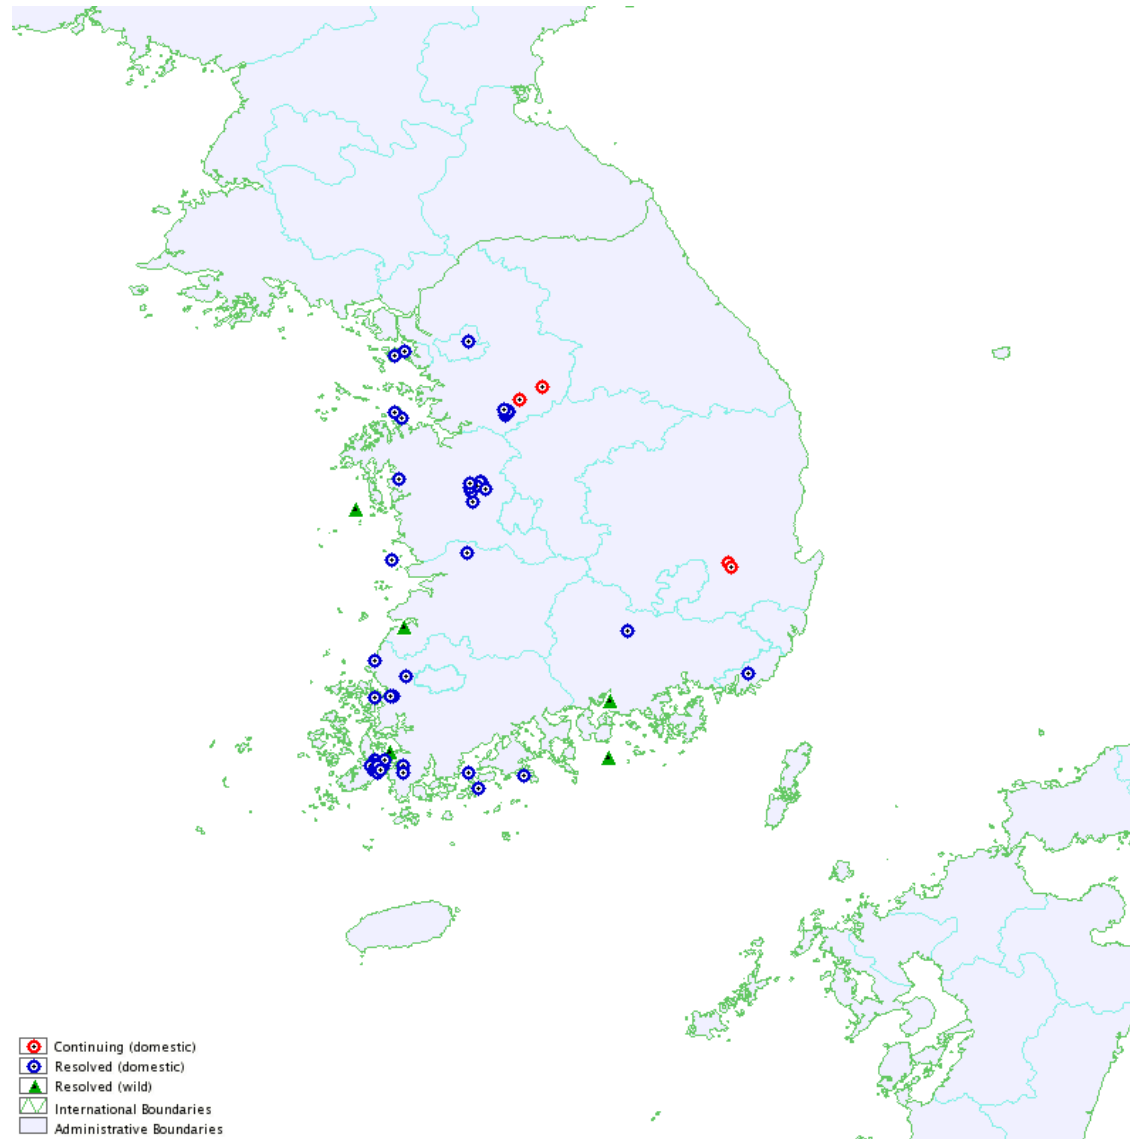 Continuing (domestic)
Resolved (domestic)
Resolved (wild)
International Boundaries
Administrative Boundaries